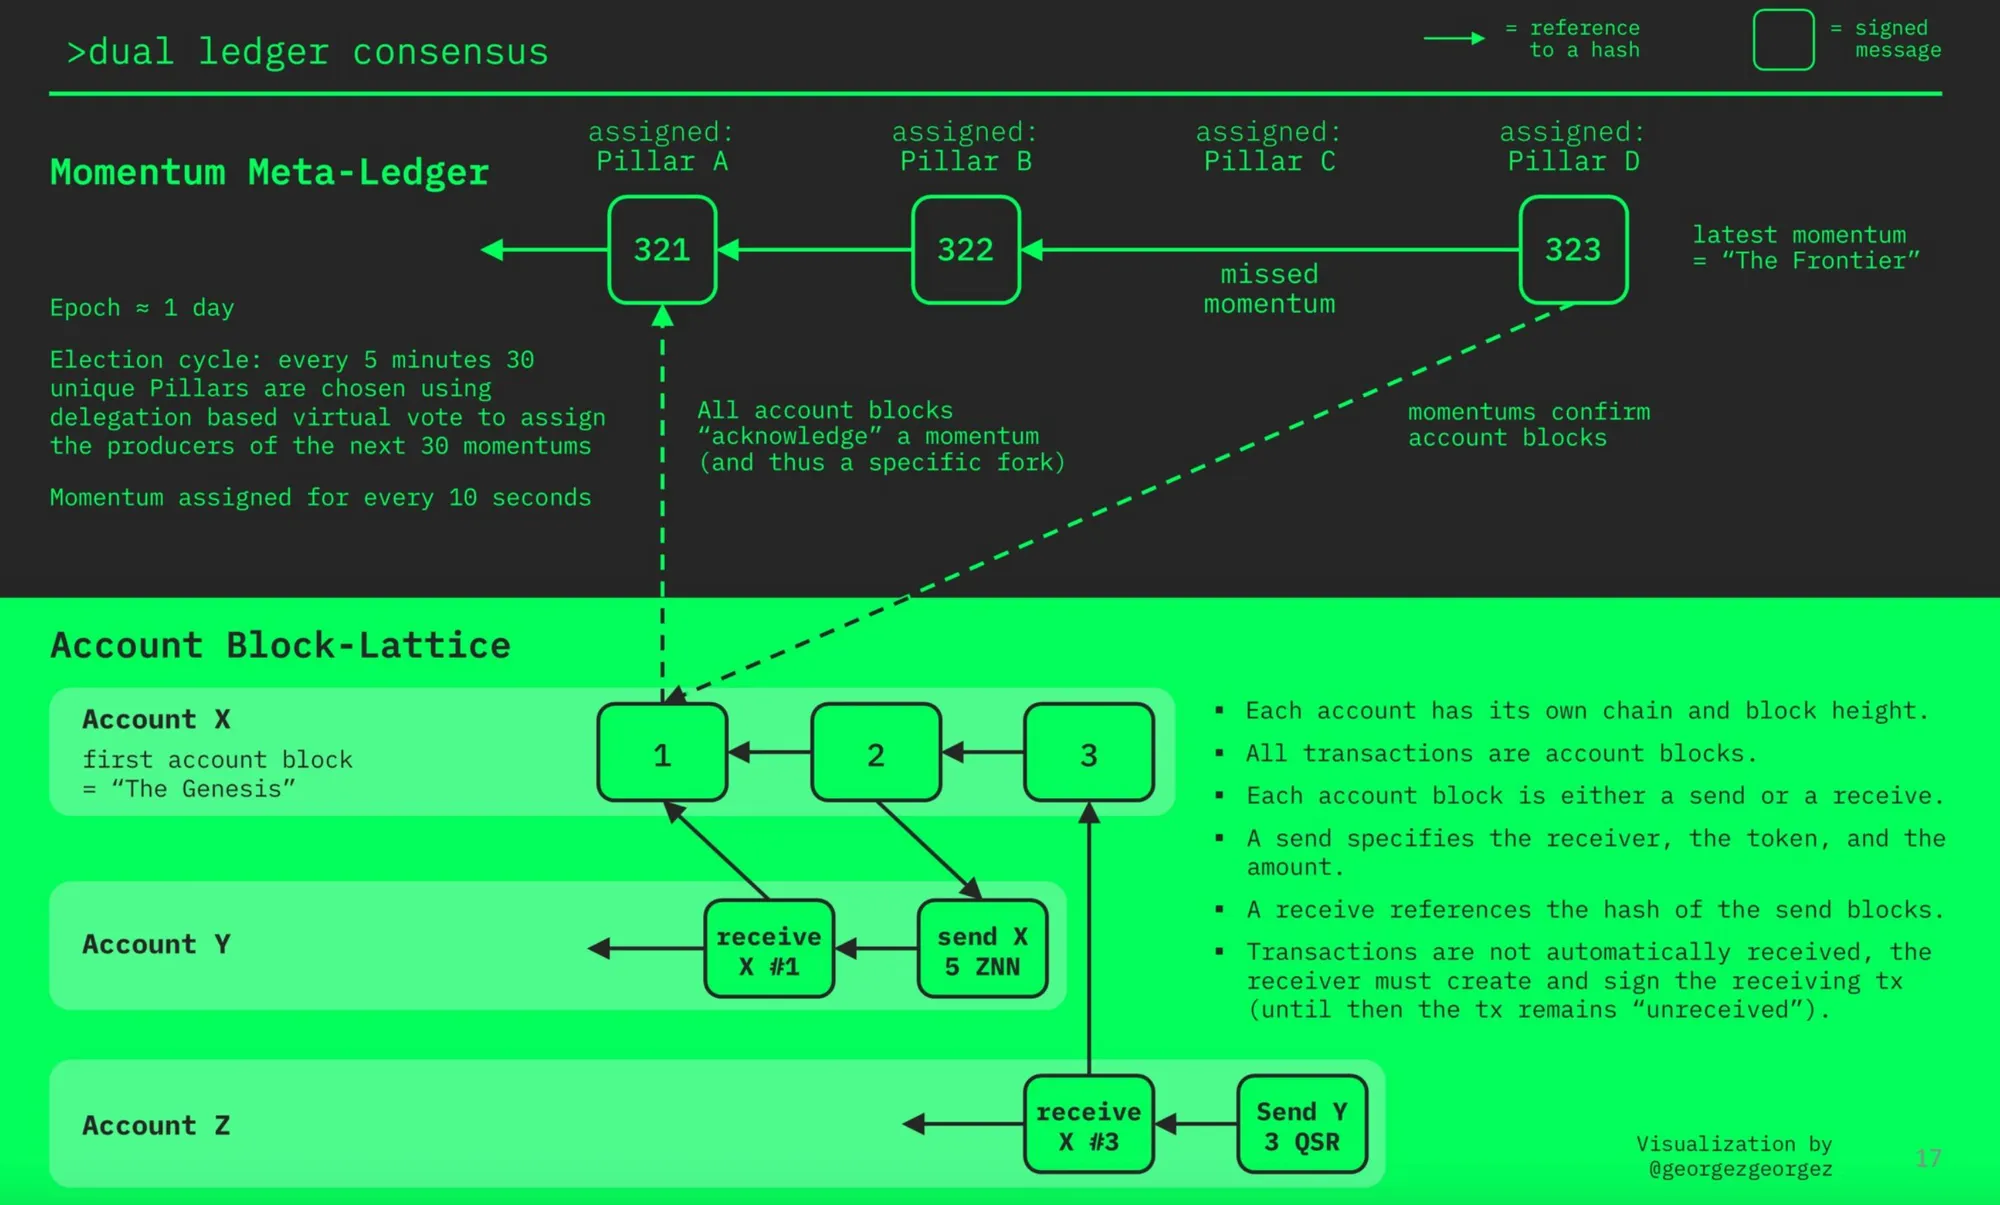 >dual ledger consensus
= reference
to a hash
= signed
message
Momentum Meta-Ledger
assigned:
Pillar A
assigned:
Pillar B
assigned:
Pillar C
assigned:
Pillar D
321
322
323
missed
momentum
latest momentum
= “The Frontier”
Epoch ≈ 1 day
Election cycle: every 5 minutes 30
unique Pillars are chosen using
delegation based virtual vote to assign
the producers of the next 30 momentums
Momentum assigned for every 10 seconds
All account blocks
“acknowledge” a momentum
(and thus a specific fork)
momentums confirm
account blocks
Account Block-Lattice
Account X
first account block
= “The Genesis”
1
2
3
Account Y
receive
X #1
send X
5 ZNN
Account Z
receive
X #3
Send Y
3 QSR
▪ Each account has its own chain and block height.
▪ All transactions are account blocks.
▪ Each account block is either a send or a receive.
▪ A send specifies the receiver, the token, and the
amount.
▪ A receive references the hash of the send blocks.
▪ Transactions are not automatically received, the
receiver must create and sign the receiving tx
(until then the tx remains “unreceived”).
Visualization by
@georgezgeorgez
17